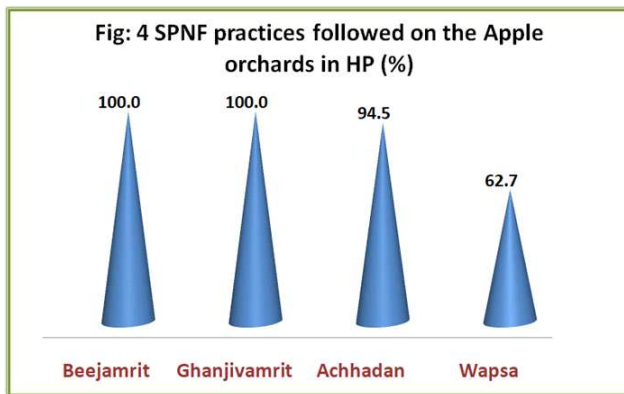 Fig: 4 SPNF practices followed on the Apple
orchards in HP (%)
100.0 100.0 94.5 62.7
Beejamrit Ghanjivamrit Achhadan Wapsa